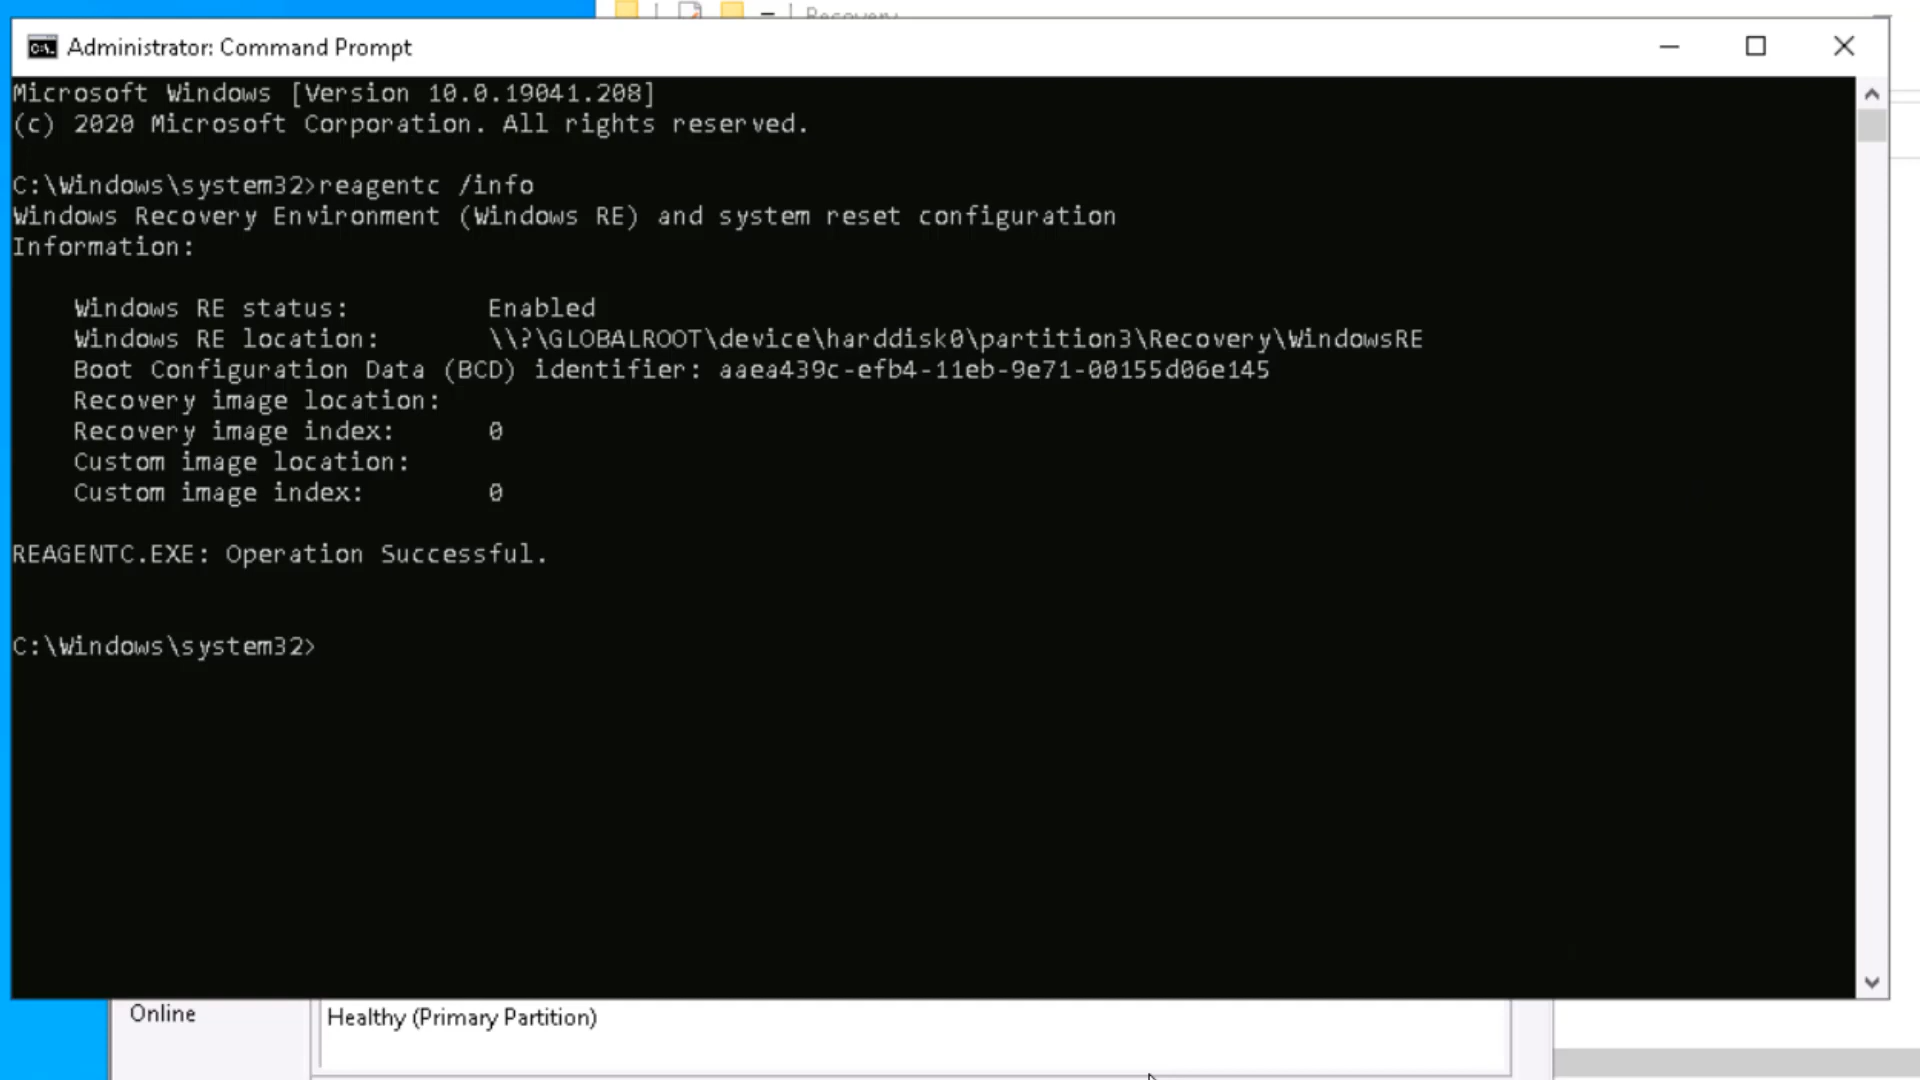 Recovery
Administrator: Command Prompt
Microsoft Windows [Version 10.0.19041.208]
(c) 2020 Microsoft Corporation. All rights reserved.
C:\Windows\system32>reagentc /info
Windows Recovery Environment (Windows RE) and system reset configuration
Information:
Windows RE status: Enabled
Windows RE location: \\?\GLOBALROOT\device\harddisk0\partition3\Recovery\WindowsRE
Boot Configuration Data (BCD) identifier: aaea439c-efb4-11eb-9e71-00155d06e145
Recovery image location:
Recovery image index: 0
Custom image location:
Custom image index: 0
REAGENTC.EXE: Operation Successful.
C:\Windows\system32>
Online
Healthy (Primary Partition)